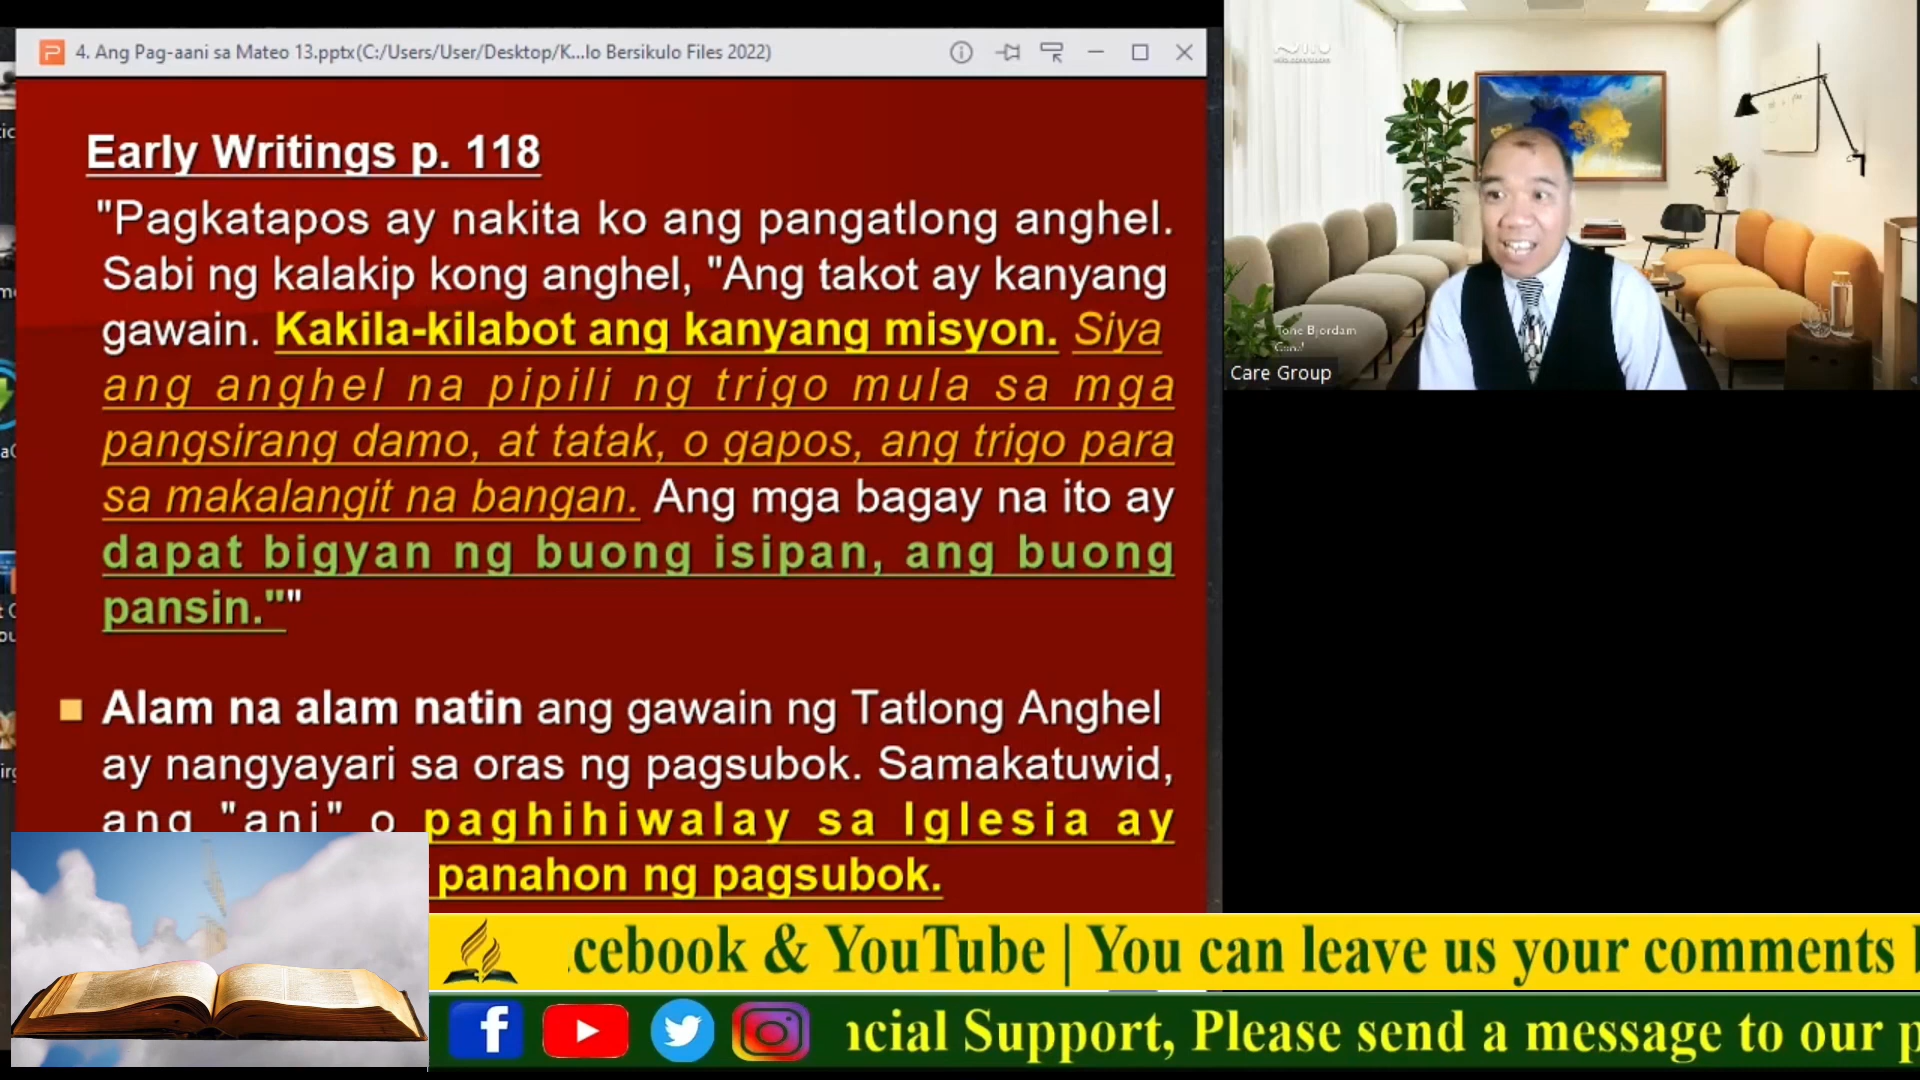 4. Ang Pag-aani sa Mateo 13.pptx(C:/Users/User/Desktop/K...lo Bersikulo Files 2022)
Early Writings p. 118
"Pagkatapos ay nakita ko ang pangatlong anghel.
Sabi ng kalakip kong anghel, "Ang takot ay kanyang
gawain. Kakila-kilabot ang kanyang misyon. Siya
ang anghel na pipili ng trigo mula sa mga
pangsirang damo, at tatak, o gapos, ang trigo para
sa makalangit na bangan. Ang mga bagay na ito ay
dapat bigyan ng buong isipan, ang buong
pansin.""
Alam na alam natin ang gawain ng Tatlong Anghel
ay nangyayari sa oras ng pagsubok. Samakatuwid,
ang "ani" o paghihiwalay sa Iglesia ay
panahon ng pagsubok.
Tone Bjordam
Care Group
cebook & YouTube | You can leave us your comments
ncial Support, Please send a message to our p